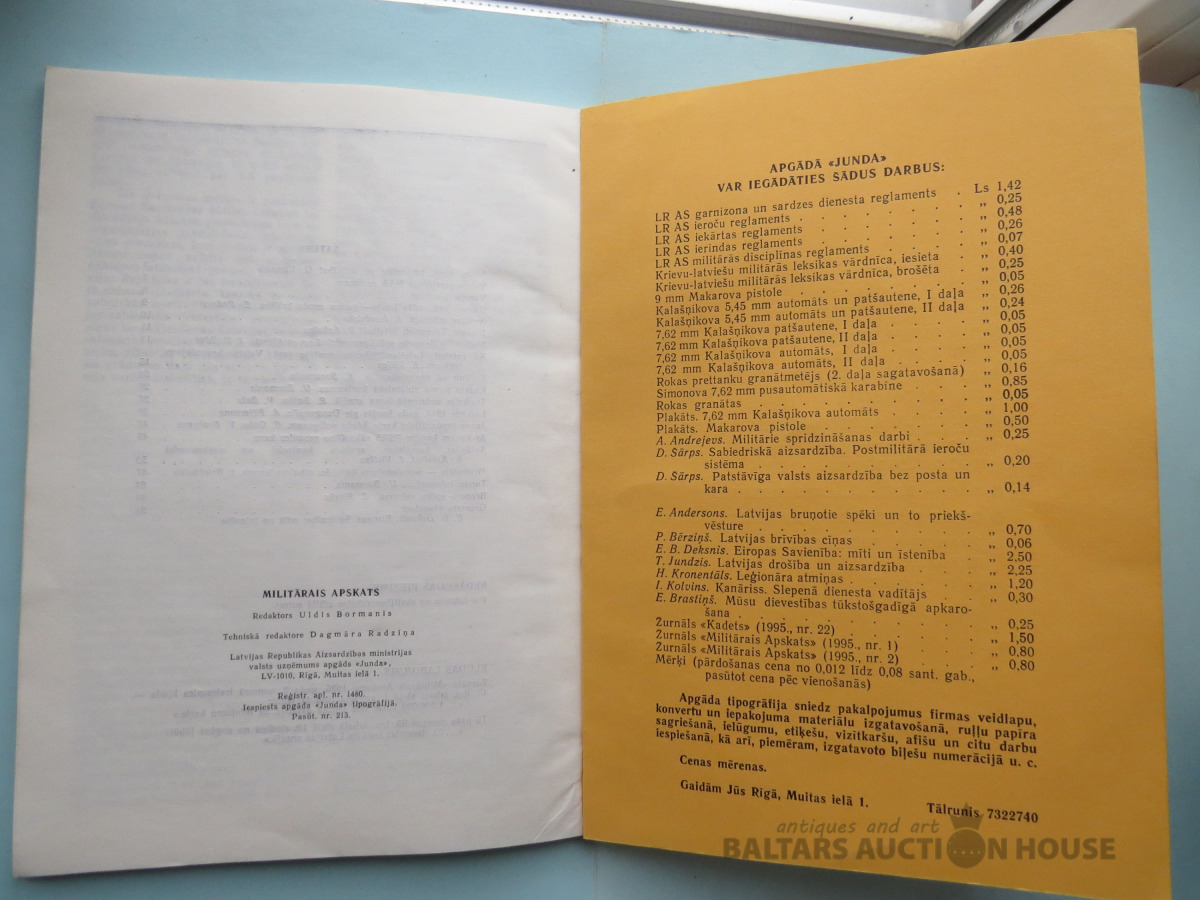 MILITĀRAIS APSKATS
Redaktors Uldis Bormanis
Tehniskā redaktore Dagmāra Radziņa
Latvijas Republikas Aizsardzības ministrijas
valsts uzņēmums apgāds «Junda»,
LV-1010, Rīgā, Muitas ielā 1.
Reģistr. apl. nr. 1460.
Iespiests apgāda «Junda» tipogrāfijā.
Pasūt. nr. 213.
APGĀDĀ «JUNDA»
VAR IEGĀDĀTIES ŠĀDUS DARBUS:
LR AS garnizona un sardzes dienesta reglaments . Ls 1,42
LR AS ieroču reglaments . . . . . . . . „ 0,25
LR AS iekārtas reglaments . . . . . . . „ 0,48
LR AS ierindas reglaments . . . . . . . „ 0,26
LR AS militārās disciplīnas reglaments . . . . „ 0,07
Krievu-latviešu militārās leksikas vārdnīca, iesieta . „ 0,40
Krievu-latviešu militārās leksikas vārdnīca, brošēta . „ 0,25
9 mm Makarova pistole . . . . . . . . „ 0,05
Kalašņikova 5,45 mm automāts un patšautene, I daļa „ 0,26
Kalašņikova 5,45 mm automāts un patšautene, II daļa „ 0,24
7,62 mm Kalašņikova patšautene, I daļa . . . . „ 0,05
7,62 mm Kalašņikova patšautene, II daļa . . . . „ 0,05
7,62 mm Kalašņikova automāts, I daļa . . . . „ 0,05
7,62 mm Kalašņikova automāts, II daļa . . . . „ 0,05
Rokas prettanku granātmetējs (2. daļa sagatavošanā) „ 0,16
Simonova 7,62 mm pusautomātiskā karabīne . . . „ 0,85
Rokas granātas . . . . . . . . . . „ 0,05
Plakāts. 7,62 mm Kalašņikova automāts . . . . „ 1,00
Plakāts. Makarova pistole . . . . . . . „ 0,50
A. Andrejevs. Militārie spridzināšanas darbi . . . „ 0,25
D. Šārps. Sabiedriskā aizsardzība. Postmilitārā ieroču
sistēma . . . . . . . . . . „ 0,20
D. Šārps. Patstāvīga valsts aizsardzība bez posta un
kara . . . . . . . . . . . „ 0,14
E. Andersons. Latvijas bruņotie spēki un to priekš-
vēsture . . . . . . . . . . „ 0,70
P. Bērziņš. Latvijas brīvības cīņas . . . . . „ 0,06
E. B. Deksnis. Eiropas Savienība: mīti un īstenība „ 2,50
T. Jundzis. Latvijas drošība un aizsardzība . . . „ 2,25
H. Kronentāls. Leģionāra atmiņas . . . . . „ 1,20
I. Kolvins. Kanāriss. Slepenā dienesta vadītājs . . „ 0,30
E. Brastiņš. Mūsu dievestības tūkstošgadīgā apkaro-
šana . . . . . . . . . . . „ 0,25
Žurnāls «Kadets» (1995., nr. 22) . . . . . . „ 1,50
Žurnāls «Militārais Apskats» (1995., nr. 1) . . . „ 0,80
Žurnāls «Militārais Apskats» (1995., nr. 2) . . . „ 0,80
Mērķi (pārdošanas cena no 0,012 līdz 0,08 sant. gab.,
pasūtot cena pēc vienošanās)
Apgāda tipogrāfija sniedz pakalpojumus firmas veidlapu,
konvertu un iepakojuma materiālu izgatavošanā, ruļļu papīra
sagriešanā, ielūgumu, etiķešu, vizītkaršu, afišu un citu darbu
iespiešanā, kā arī, piemēram, izgatavoto biļešu numerācijā u. c.
Cenas mērenas.
Gaidām Jūs Rīgā, Muitas ielā 1.
Tālrunis 7322740
antiques and art
BALTARS AUCTION HOUSE